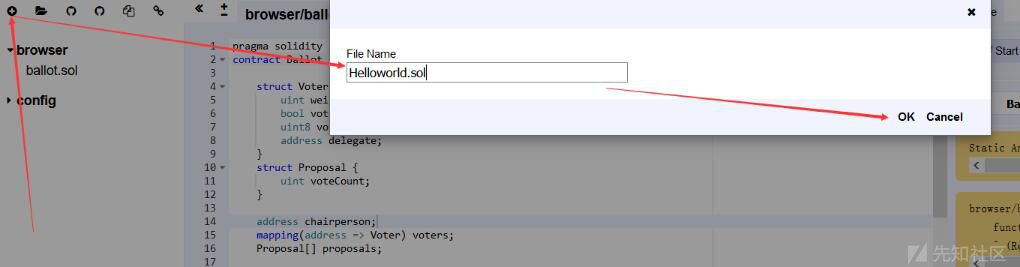 browser/bal
browser
ballot.sol
config
File Name
Helloworld.sol
OK Cancel
1 pragma solidity
2 contract Ballot
3
4 struct Voter
5 uint wei
6 bool vot
7 uint8 vo
8 address delegate;
9 }
10 struct Proposal {
11 uint voteCount;
12 }
13
14 address chairperson;
15 mapping(address => Voter) voters;
16 Proposal[] proposals;
17
Start
Ba
Static An
browser/b
func
(Re
先知社区